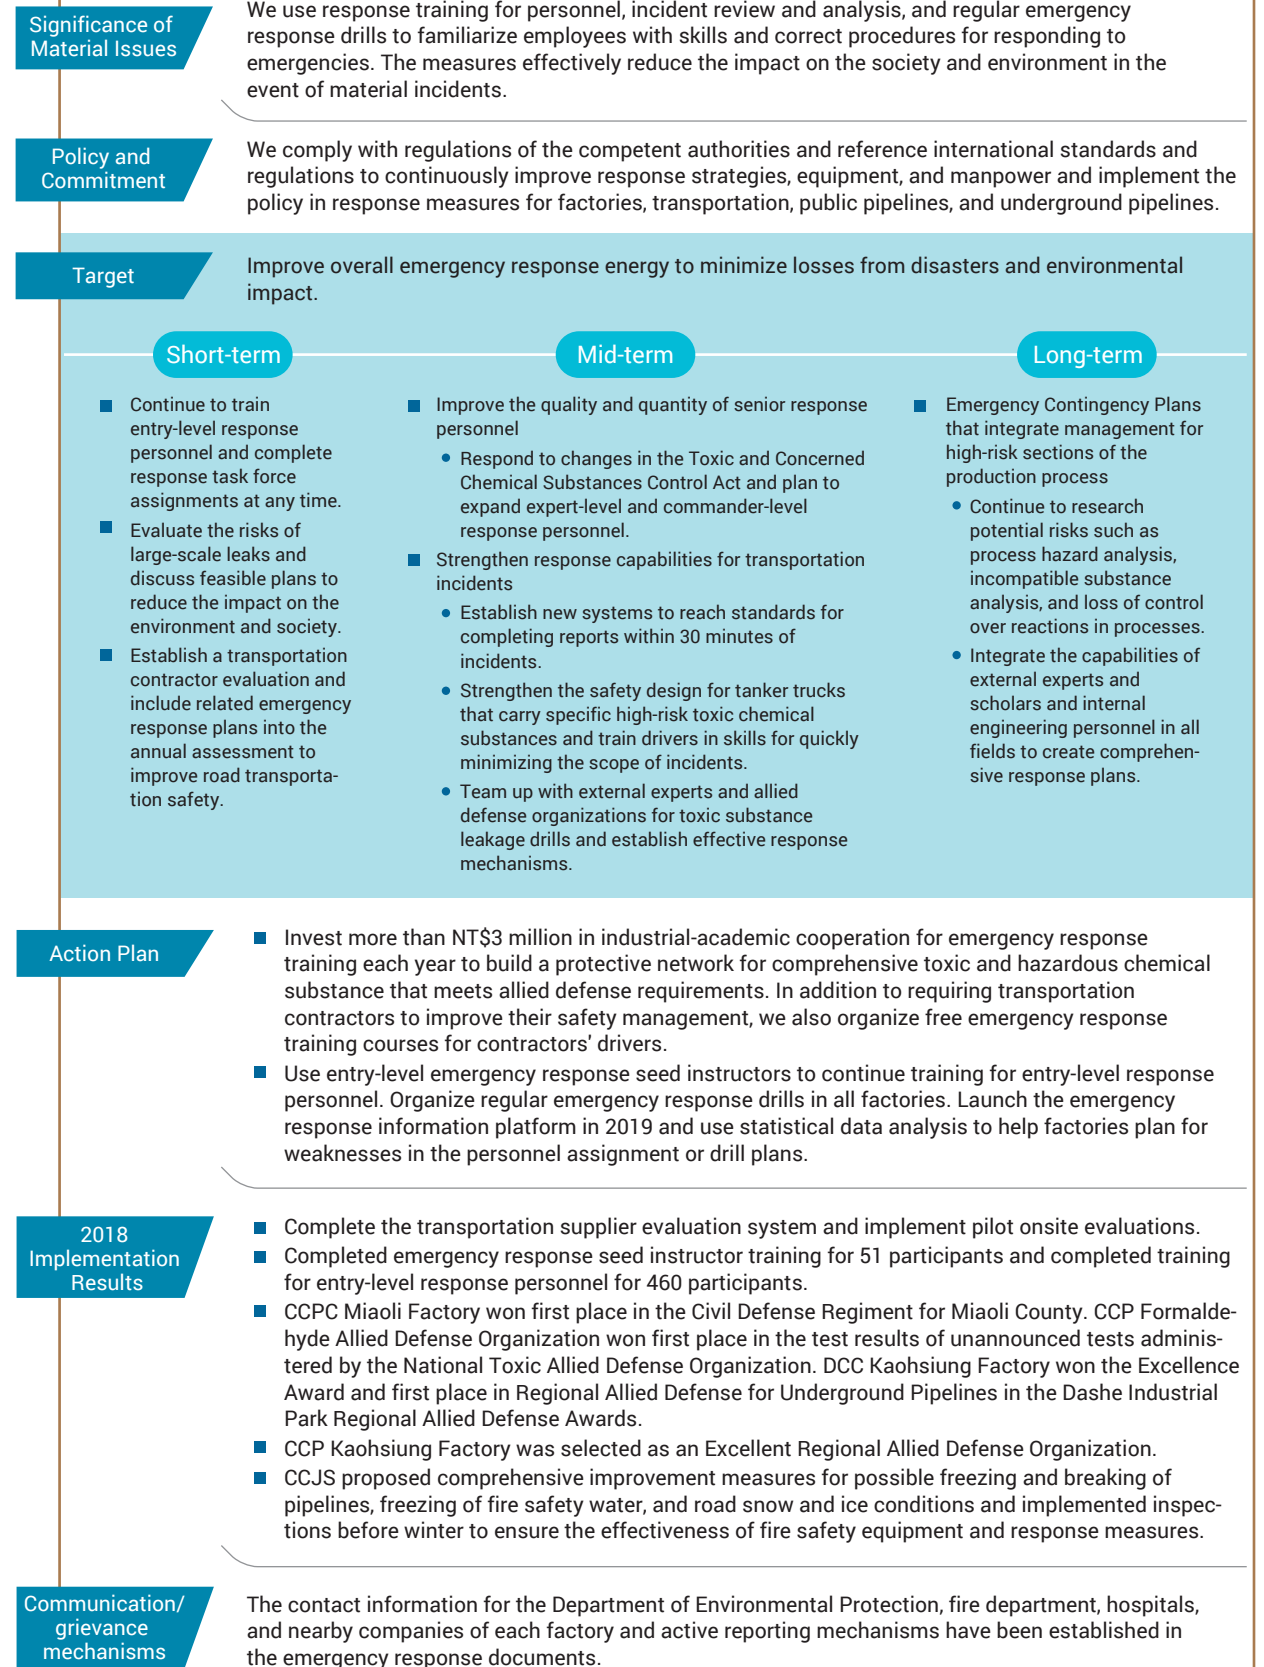 Significance of
Material Issues
We use response training for personnel, incident review and analysis, and regular emergency
response drills to familiarize employees with skills and correct procedures for responding to
emergencies. The measures effectively reduce the impact on the society and environment in the
event of material incidents.
Policy and
Commitment
We comply with regulations of the competent authorities and reference international standards and
regulations to continuously improve response strategies, equipment, and manpower and implement the
policy in response measures for factories, transportation, public pipelines, and underground pipelines.
Target
Improve overall emergency response energy to minimize losses from disasters and environmental
impact.
Short-term
Continue to train
entry-level response
personnel and complete
response task force
assignments at any time.
Evaluate the risks of
large-scale leaks and
discuss feasible plans to
reduce the impact on the
environment and society.
Establish a transportation
contractor evaluation and
include related emergency
response plans into the
annual assessment to
improve road transporta-
tion safety.
Mid-term
Improve the quality and quantity of senior response
personnel
Respond to changes in the Toxic and Concerned
Chemical Substances Control Act and plan to
expand expert-level and commander-level
response personnel.
Strengthen response capabilities for transportation
incidents
Establish new systems to reach standards for
completing reports within 30 minutes of
incidents.
Strengthen the safety design for tanker trucks
that carry specific high-risk toxic chemical
substances and train drivers in skills for quickly
minimizing the scope of incidents.
Team up with external experts and allied
defense organizations for toxic substance
leakage drills and establish effective response
mechanisms.
Long-term
Emergency Contingency Plans
that integrate management for
high-risk sections of the
production process
Continue to research
potential risks such as
process hazard analysis,
incompatible substance
analysis, and loss of control
over reactions in processes.
Integrate the capabilities of
external experts and
scholars and internal
engineering personnel in all
fields to create comprehen-
sive response plans.
Action Plan
Invest more than NT$3 million in industrial-academic cooperation for emergency response
training each year to build a protective network for comprehensive toxic and hazardous chemical
substance that meets allied defense requirements. In addition to requiring transportation
contractors to improve their safety management, we also organize free emergency response
training courses for contractors' drivers.
Use entry-level emergency response seed instructors to continue training for entry-level response
personnel. Organize regular emergency response drills in all factories. Launch the emergency
response information platform in 2019 and use statistical data analysis to help factories plan for
weaknesses in the personnel assignment or drill plans.
2018
Implementation
Results
Complete the transportation supplier evaluation system and implement pilot onsite evaluations.
Completed emergency response seed instructor training for 51 participants and completed training
for entry-level response personnel for 460 participants.
CCPC Miaoli Factory won first place in the Civil Defense Regiment for Miaoli County. CCP Formalde-
hyde Allied Defense Organization won first place in the test results of unannounced tests adminis-
tered by the National Toxic Allied Defense Organization. DCC Kaohsiung Factory won the Excellence
Award and first place in Regional Allied Defense for Underground Pipelines in the Dashe Industrial
Park Regional Allied Defense Awards.
CCP Kaohsiung Factory was selected as an Excellent Regional Allied Defense Organization.
CCJS proposed comprehensive improvement measures for possible freezing and breaking of
pipelines, freezing of fire safety water, and road snow and ice conditions and implemented inspec-
tions before winter to ensure the effectiveness of fire safety equipment and response measures.
Communication/
grievance
mechanisms
The contact information for the Department of Environmental Protection, fire department, hospitals,
and nearby companies of each factory and active reporting mechanisms have been established in
the emergency response documents.